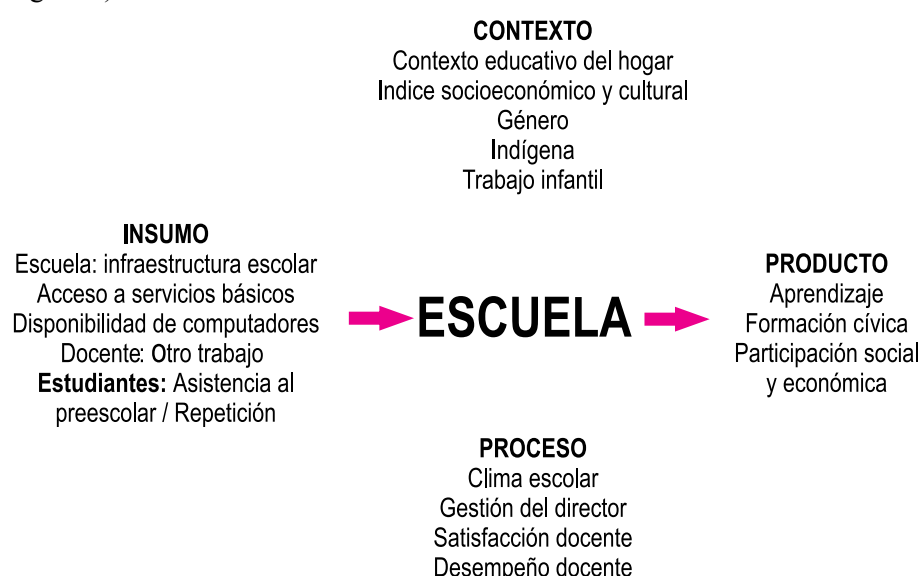 CONTEXTO
Contexto educativo del hogar
Indice socioeconómico y cultural
Género
Indígena
Trabajo infantil
INSUMO
Escuela: infraestructura escolar
Acceso a servicios básicos
Disponibilidad de computadores
Docente: Otro trabajo
Estudiantes: Asistencia al
preescolar / Repetición
ESCUELA
PRODUCTO
Aprendizaje
Formación cívica
Participación social
y económica
PROCESO
Clima escolar
Gestión del director
Satisfacción docente
Desempeño docente